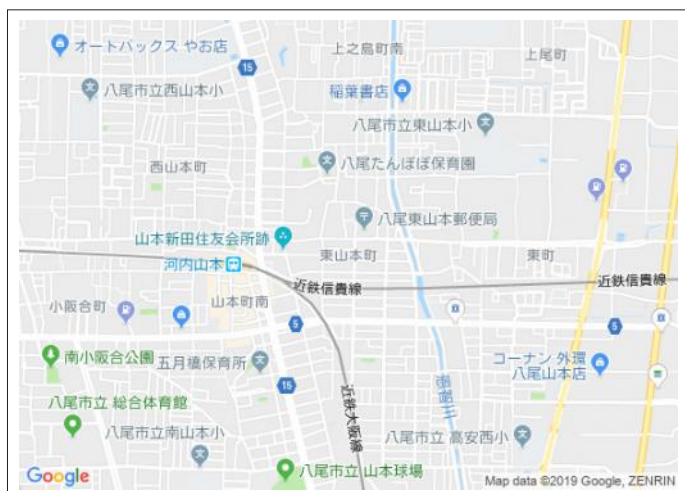 オートバックス やお店
上之島町南
上尾町
15
稲葉書店
八尾市立西山本小
八尾市立東山本小
八尾たんぽぽ保育園
西山本町
八尾東山本郵便局
山本新田住友会所跡
東山本町
東町
河内山本
近鉄信貴線
近鉄信貴線
小阪合町
山本町南
5
5
南小阪合公園
五月橋保育所
コーナン 外環
八尾山本店
15
近鉄大阪線
恩智川
八尾市立 総合体育館
八尾市立南山本小
八尾市立 高安西小
八尾市立 山本球場
Google
Map data ©2019 Google, ZENRIN